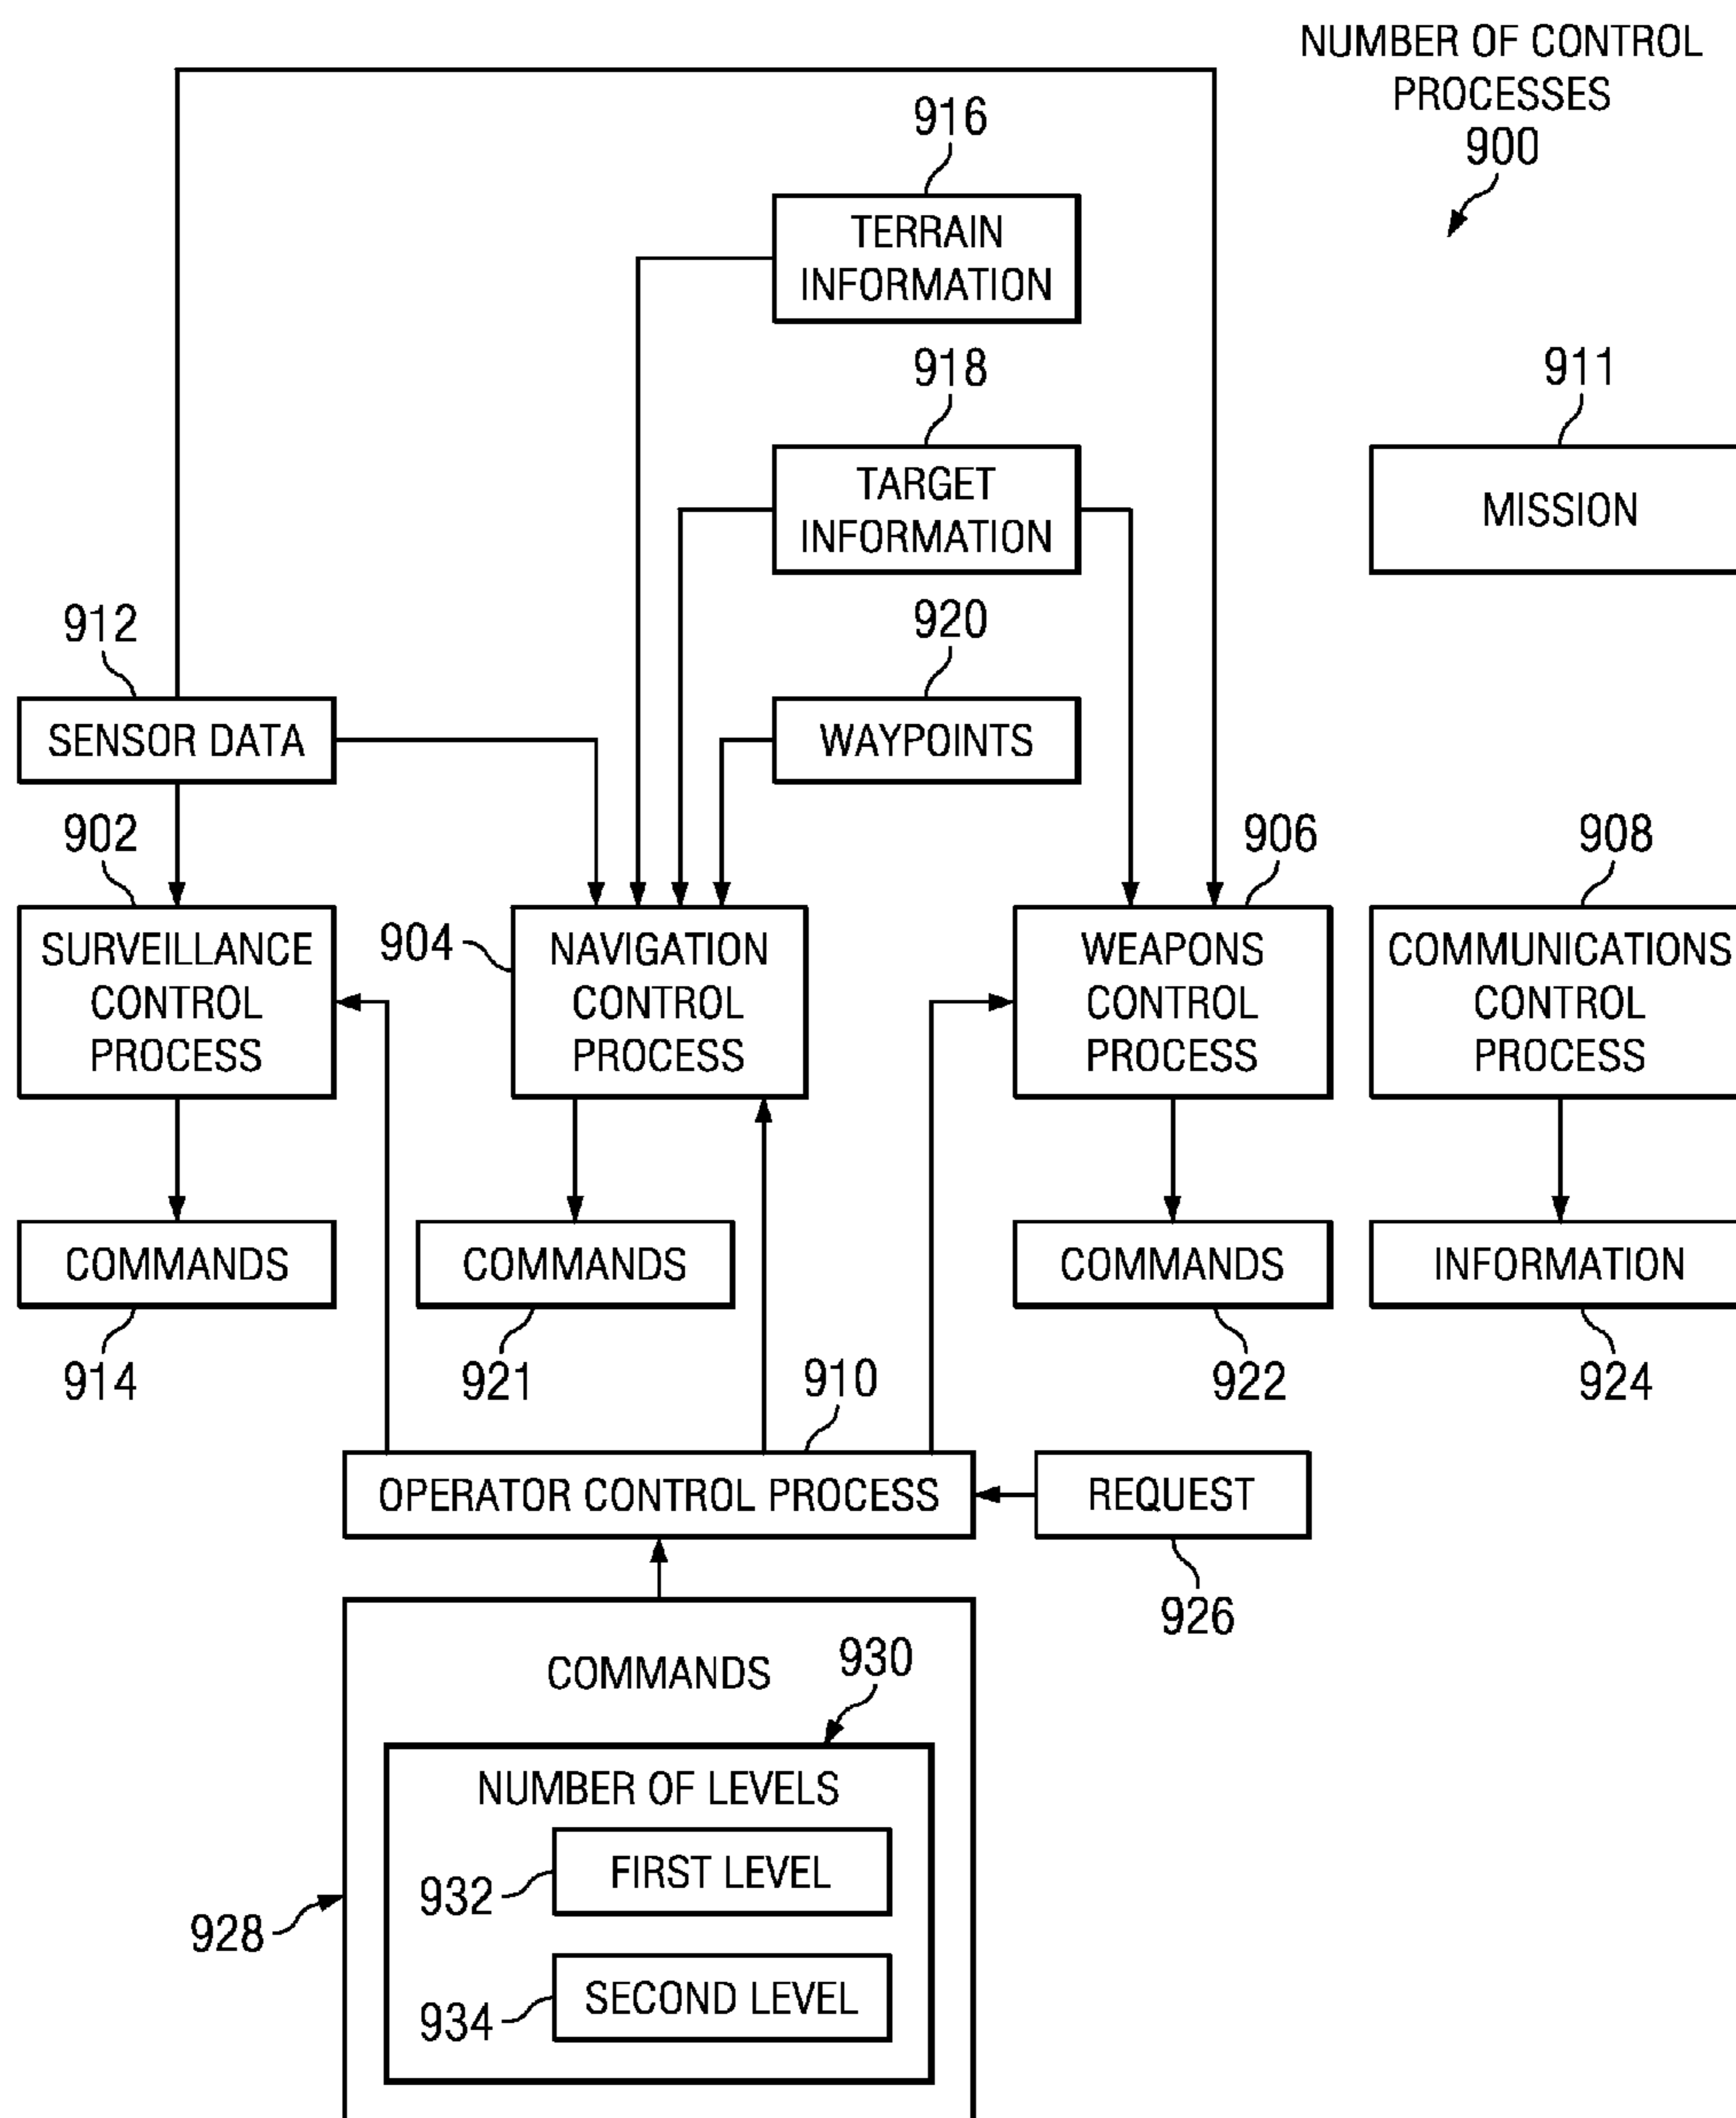 NUMBER OF CONTROL
PROCESSES
900
916
TERRAIN
INFORMATION
918
TARGET
INFORMATION
911
MISSION
912
SENSOR DATA
920
WAYPOINTS
902
SURVEILLANCE
CONTROL
PROCESS
904
NAVIGATION
CONTROL
PROCESS
906
WEAPONS
CONTROL
PROCESS
908
COMMUNICATIONS
CONTROL
PROCESS
COMMANDS
914
COMMANDS
921
COMMANDS
922
INFORMATION
924
910
OPERATOR CONTROL PROCESS
REQUEST
926
COMMANDS
930
NUMBER OF LEVELS
FIRST LEVEL
932
928
SECOND LEVEL
934